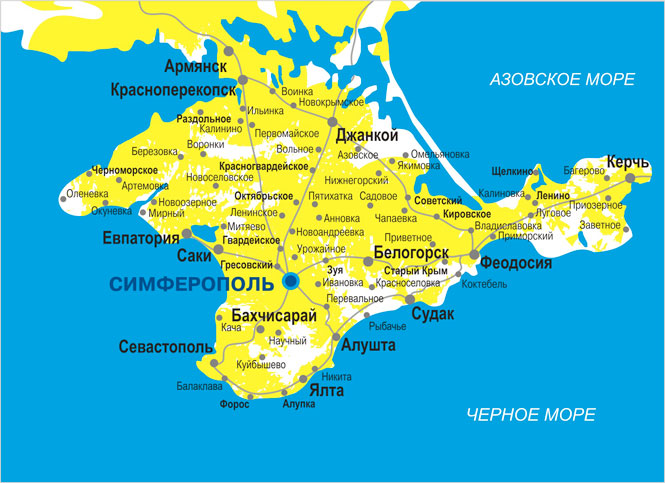 Армянск
АЗОВСКОЕ МОРЕ
Красноперекопск
Воинка
Новокрымское
Ильинка
Раздольное
Калинино
Первомайское
Джанкой
Воронки
Березовка
Вольное
Азовское
Омельяновка
Якимовка
Красногвардейское
Нижнегорский
Черноморское
Артемовка
Новоселовское
Щелкино
Багерово
Керчь
Оленевка
Окуневка
Новоозерное
Мирный
Октябрьское
Пятихатка
Садовое
Советский
Калиновка
Ленино
Приозерное
Ленинское
Анновка
Чапаевка
Кировское
Луговое
Заветное
Митяево
Новоандреевка
Владиславовка
Приморский
Евпатория
Гвардейское
Приветное
Саки
Урожайное
Белогорск
Феодосия
Гресовский
Зуя
Старый Крым
СИМФЕРОПОЛЬ
Ивановка
Красноселовка
Коктебель
Перевальное
Судак
Бахчисарай
Рыбачье
Кача
Научный
Алушта
Севастополь
Куйбышево
Никита
Балаклава
Ялта
Форос
Алупка
ЧЕРНОЕ МОРЕ